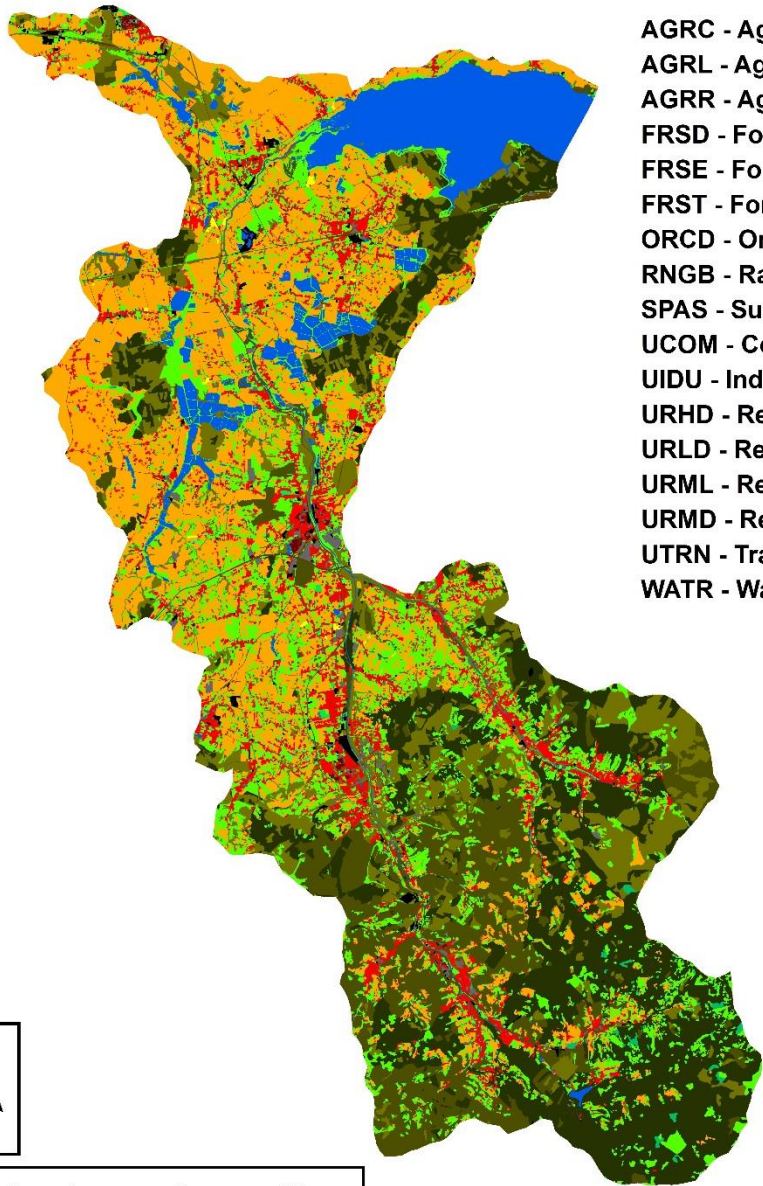 AGRC - Ag
AGRL - Ag
AGRR - Ag
FRSD - Fo
FRSE - Fo
FRST - For
ORCD - Or
RNGB - Ra
SPAS - Su
UCOM - Co
UIDU - Ind
URHD - Re
URLD - Re
URML - Re
URMD - Re
UTRN - Tra
WATR - Wa